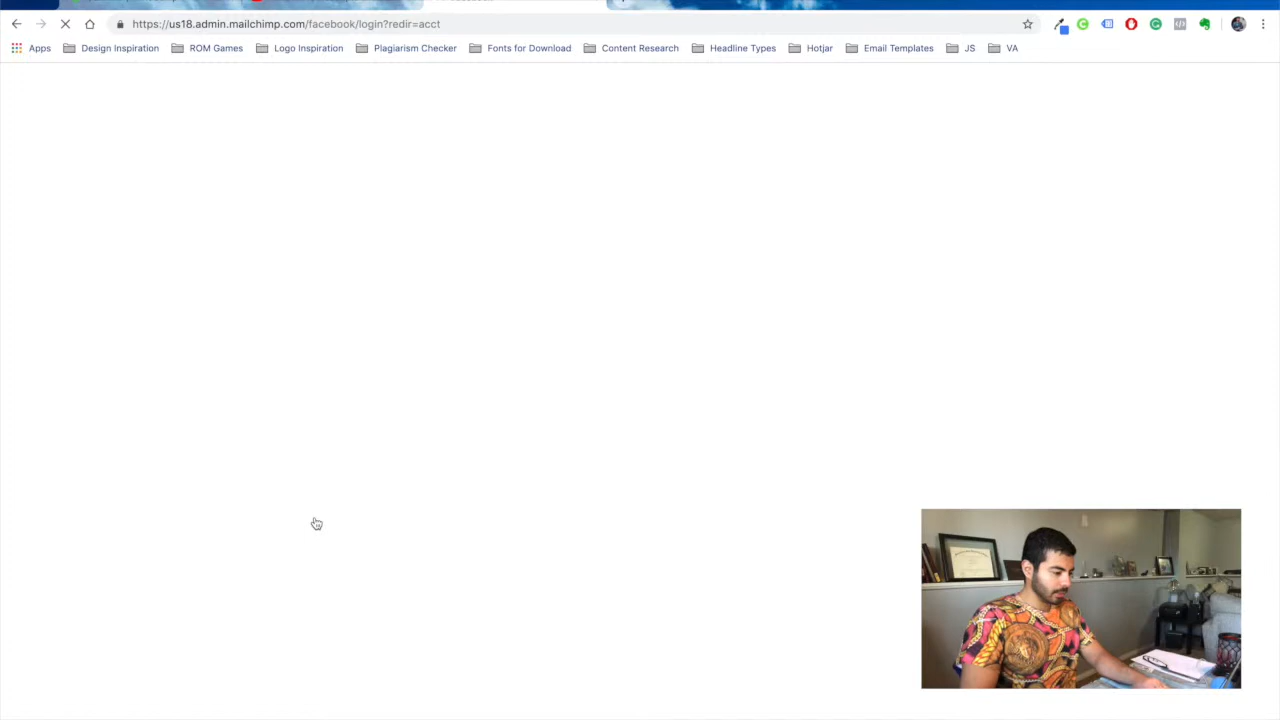 https://us18.admin.mailchimp.com/facebook/login?redir=acct
Apps Design Inspiration ROM Games Logo Inspiration Plagiarism Checker Fonts for Download Content Research Headline Types Hotjar Email Templates JS VA